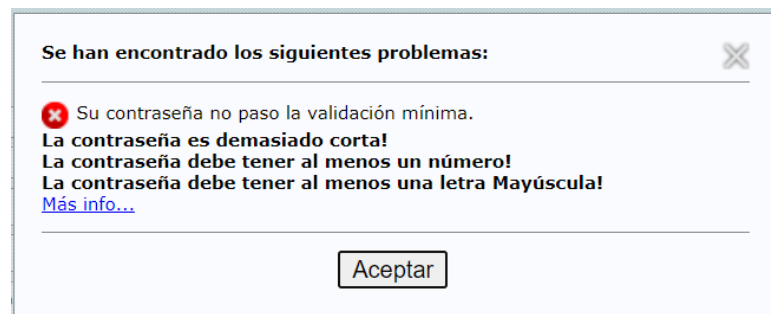 Se han encontrado los siguientes problemas:
Su contraseña no paso la validación mínima.
La contraseña es demasiado corta!
La contraseña debe tener al menos un número!
La contraseña debe tener al menos una letra Mayúscula!
Más info...
Aceptar